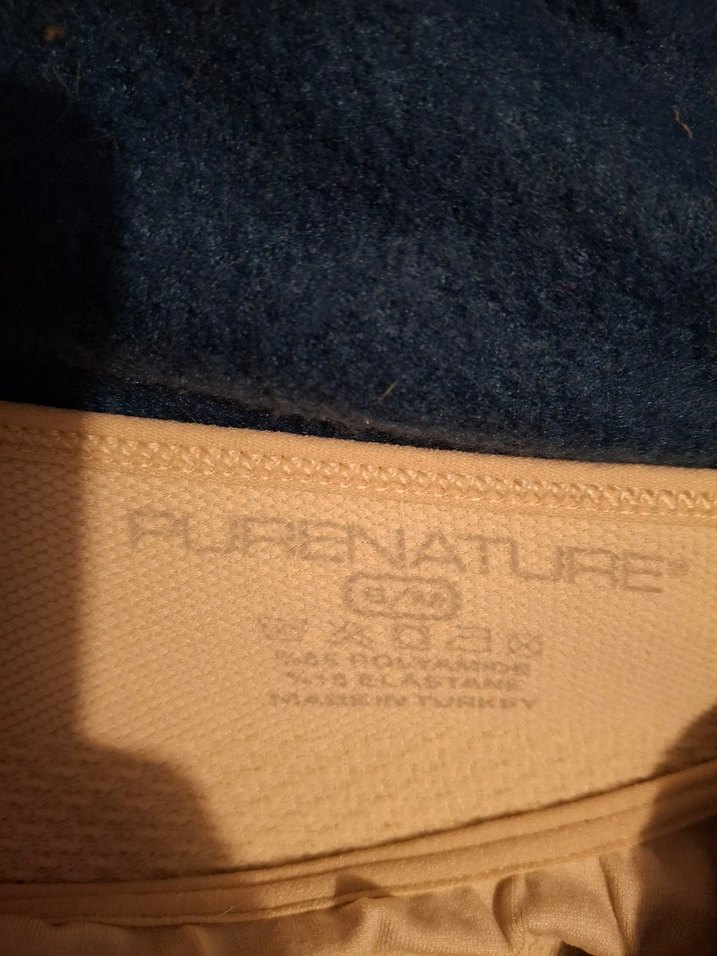 PURENATURE®
S/M
%85 POLYAMIDE
%15 ELASTANE
MADE IN TURKEY